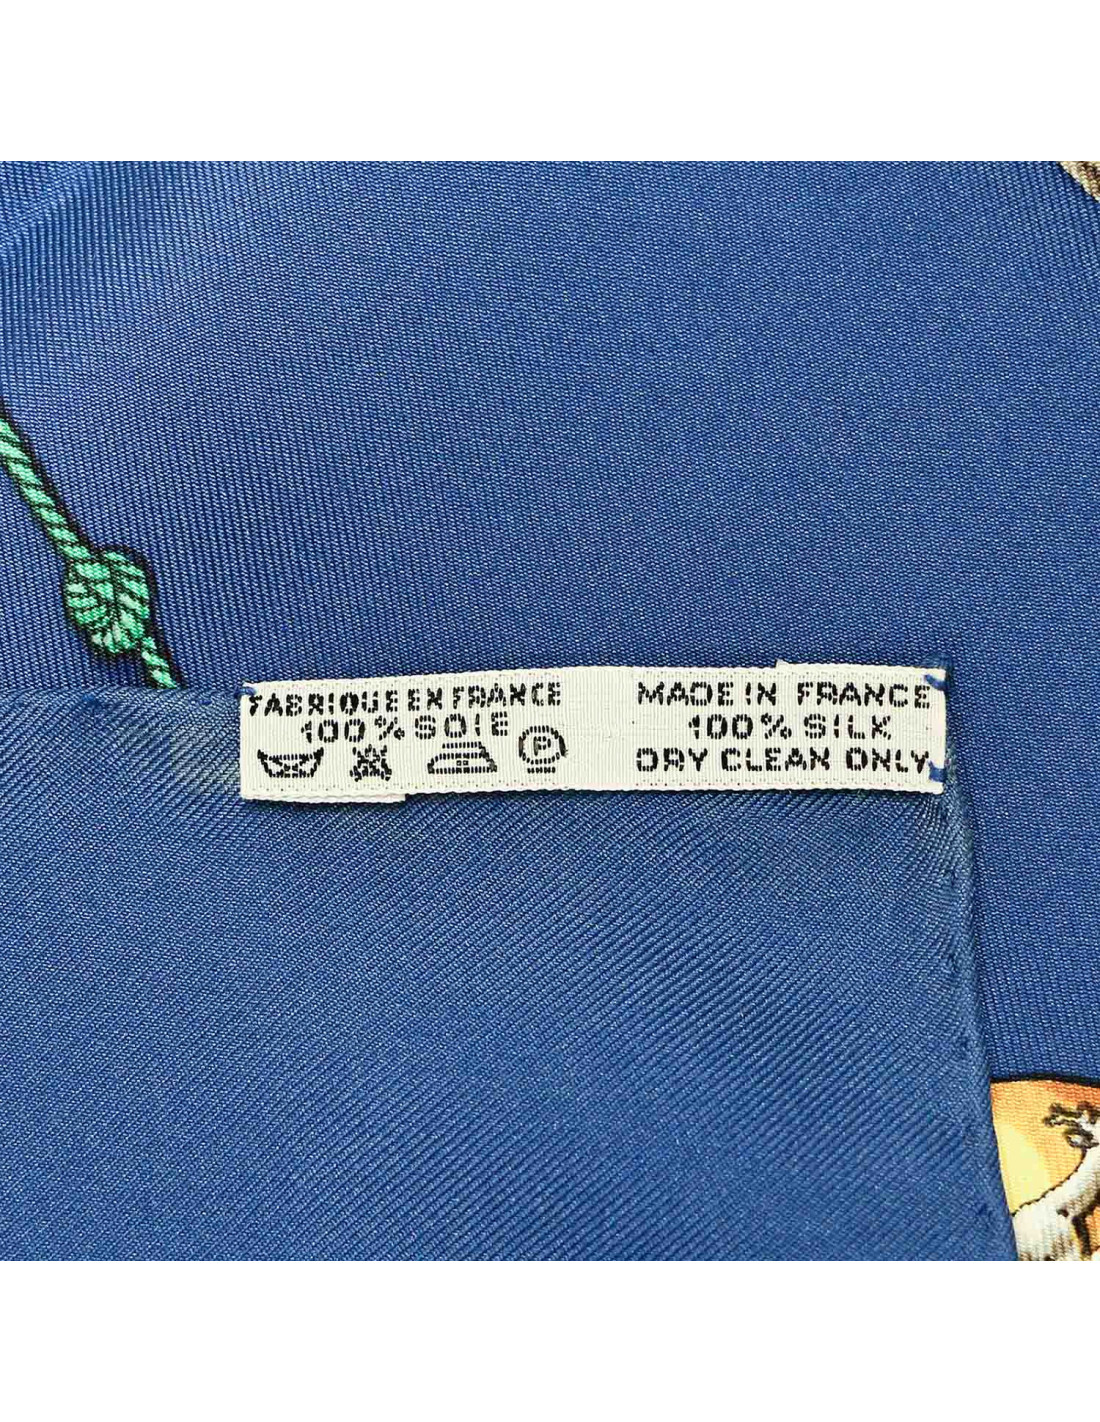 FABRIQUE EN FRANCE
100% SOIE
P
MADE IN FRANCE
100% SILK
DRY CLEAN ONLY